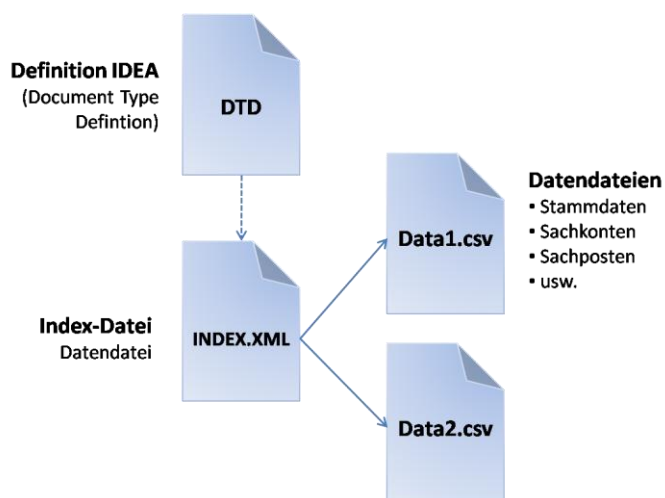 Definition IDEA
(Document Type
Defintion)
DTD
Datendateien
▪ Stammdaten
▪ Sachkonten
▪ Sachposten
▪ usw.
Data1.csv
Index-Datei
Datendatei
INDEX.XML
Data2.csv